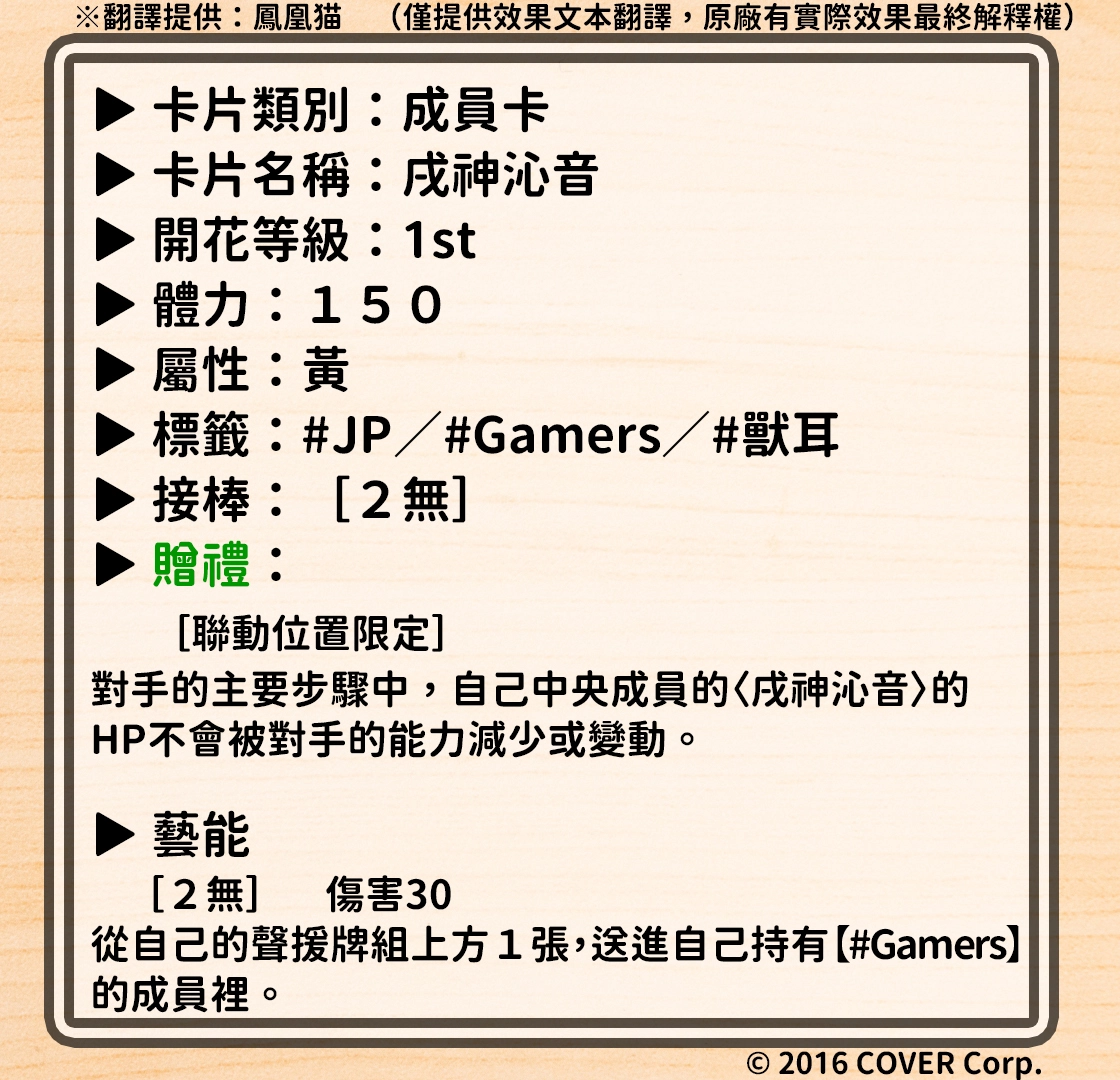 ※翻譯提供：鳳凰猫　（僅提供效果文本翻譯，原廠有實際效果最終解釋權）
▶ 卡片類別：成員卡
▶ 卡片名稱：戌神沁音
▶ 開花等級：1st
▶ 體力：１５０
▶ 屬性：黃
▶ 標籤：#JP／#Gamers／#獸耳
▶ 接棒：［２無］
▶ 贈禮：
［聯動位置限定］
對手的主要步驟中，自己中央成員的〈戌神沁音〉的
HP不會被對手的能力減少或變動。
▶ 藝能
［２無］　傷害30
從自己的聲援牌組上方１張，送進自己持有【#Gamers】
的成員裡。
© 2016 COVER Corp.